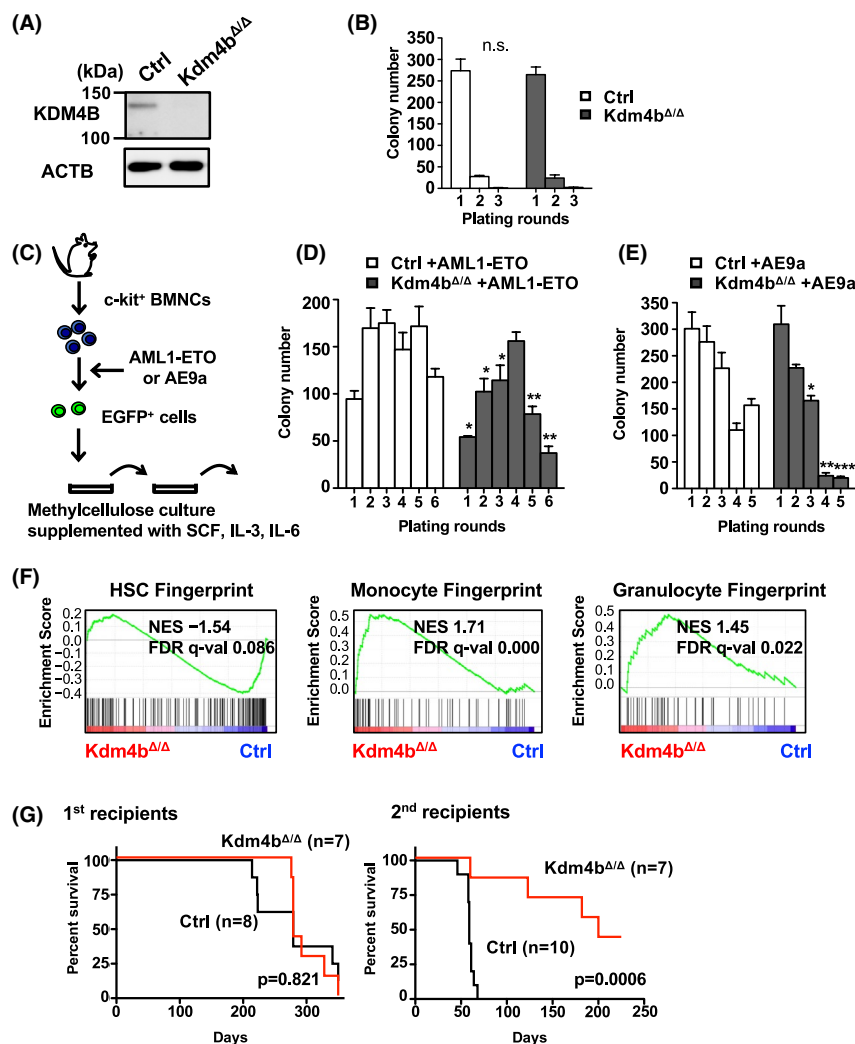 (A)
(kDa) Ctrl Kdm4bΔ/Δ
150
KDM4B
100
ACTB
(B)
n.s.
Colony number
350
300
250
200
150
100
50
0
1 2 3 1 2 3
Plating rounds
Ctrl
Kdm4bΔ/Δ
(C)
c-kit+ BMNCs
AML1-ETO
or AE9a
EGFP+ cells
Methylcellulose culture
supplemented with SCF, IL-3, IL-6
(D)
Ctrl +AML1-ETO
Kdm4bΔ/Δ +AML1-ETO
Colony number
200
150
100
50
0
* * * ** **
1 2 3 4 5 6 1 2 3 4 5 6
Plating rounds
(E)
Ctrl +AE9a
Kdm4bΔ/Δ +AE9a
Colony number
350
300
250
200
150
100
50
0
* ** ***
1 2 3 4 5 1 2 3 4 5
Plating rounds
(F)
HSC Fingerprint
Enrichment Score
0.2
0.1
0.0
−0.1
−0.2
−0.3
−0.4
NES −1.54
FDR q-val 0.086
Kdm4bΔ/Δ Ctrl
Monocyte Fingerprint
Enrichment Score
0.5
0.4
0.3
0.2
0.1
0.0
NES 1.71
FDR q-val 0.000
Kdm4bΔ/Δ Ctrl
Granulocyte Fingerprint
Enrichment Score
0.5
0.4
0.3
0.2
0.1
0.0
NES 1.45
FDR q-val 0.022
Kdm4bΔ/Δ Ctrl
(G)
1st recipients
Kdm4bΔ/Δ (n=7)
Percent survival
100
75
50
25
0
Ctrl (n=8)
p=0.821
0 100 200 300
Days
2nd recipients
Kdm4bΔ/Δ (n=7)
Percent survival
100
75
50
25
0
Ctrl (n=10)
p=0.0006
0 50 100 150 200 250
Days